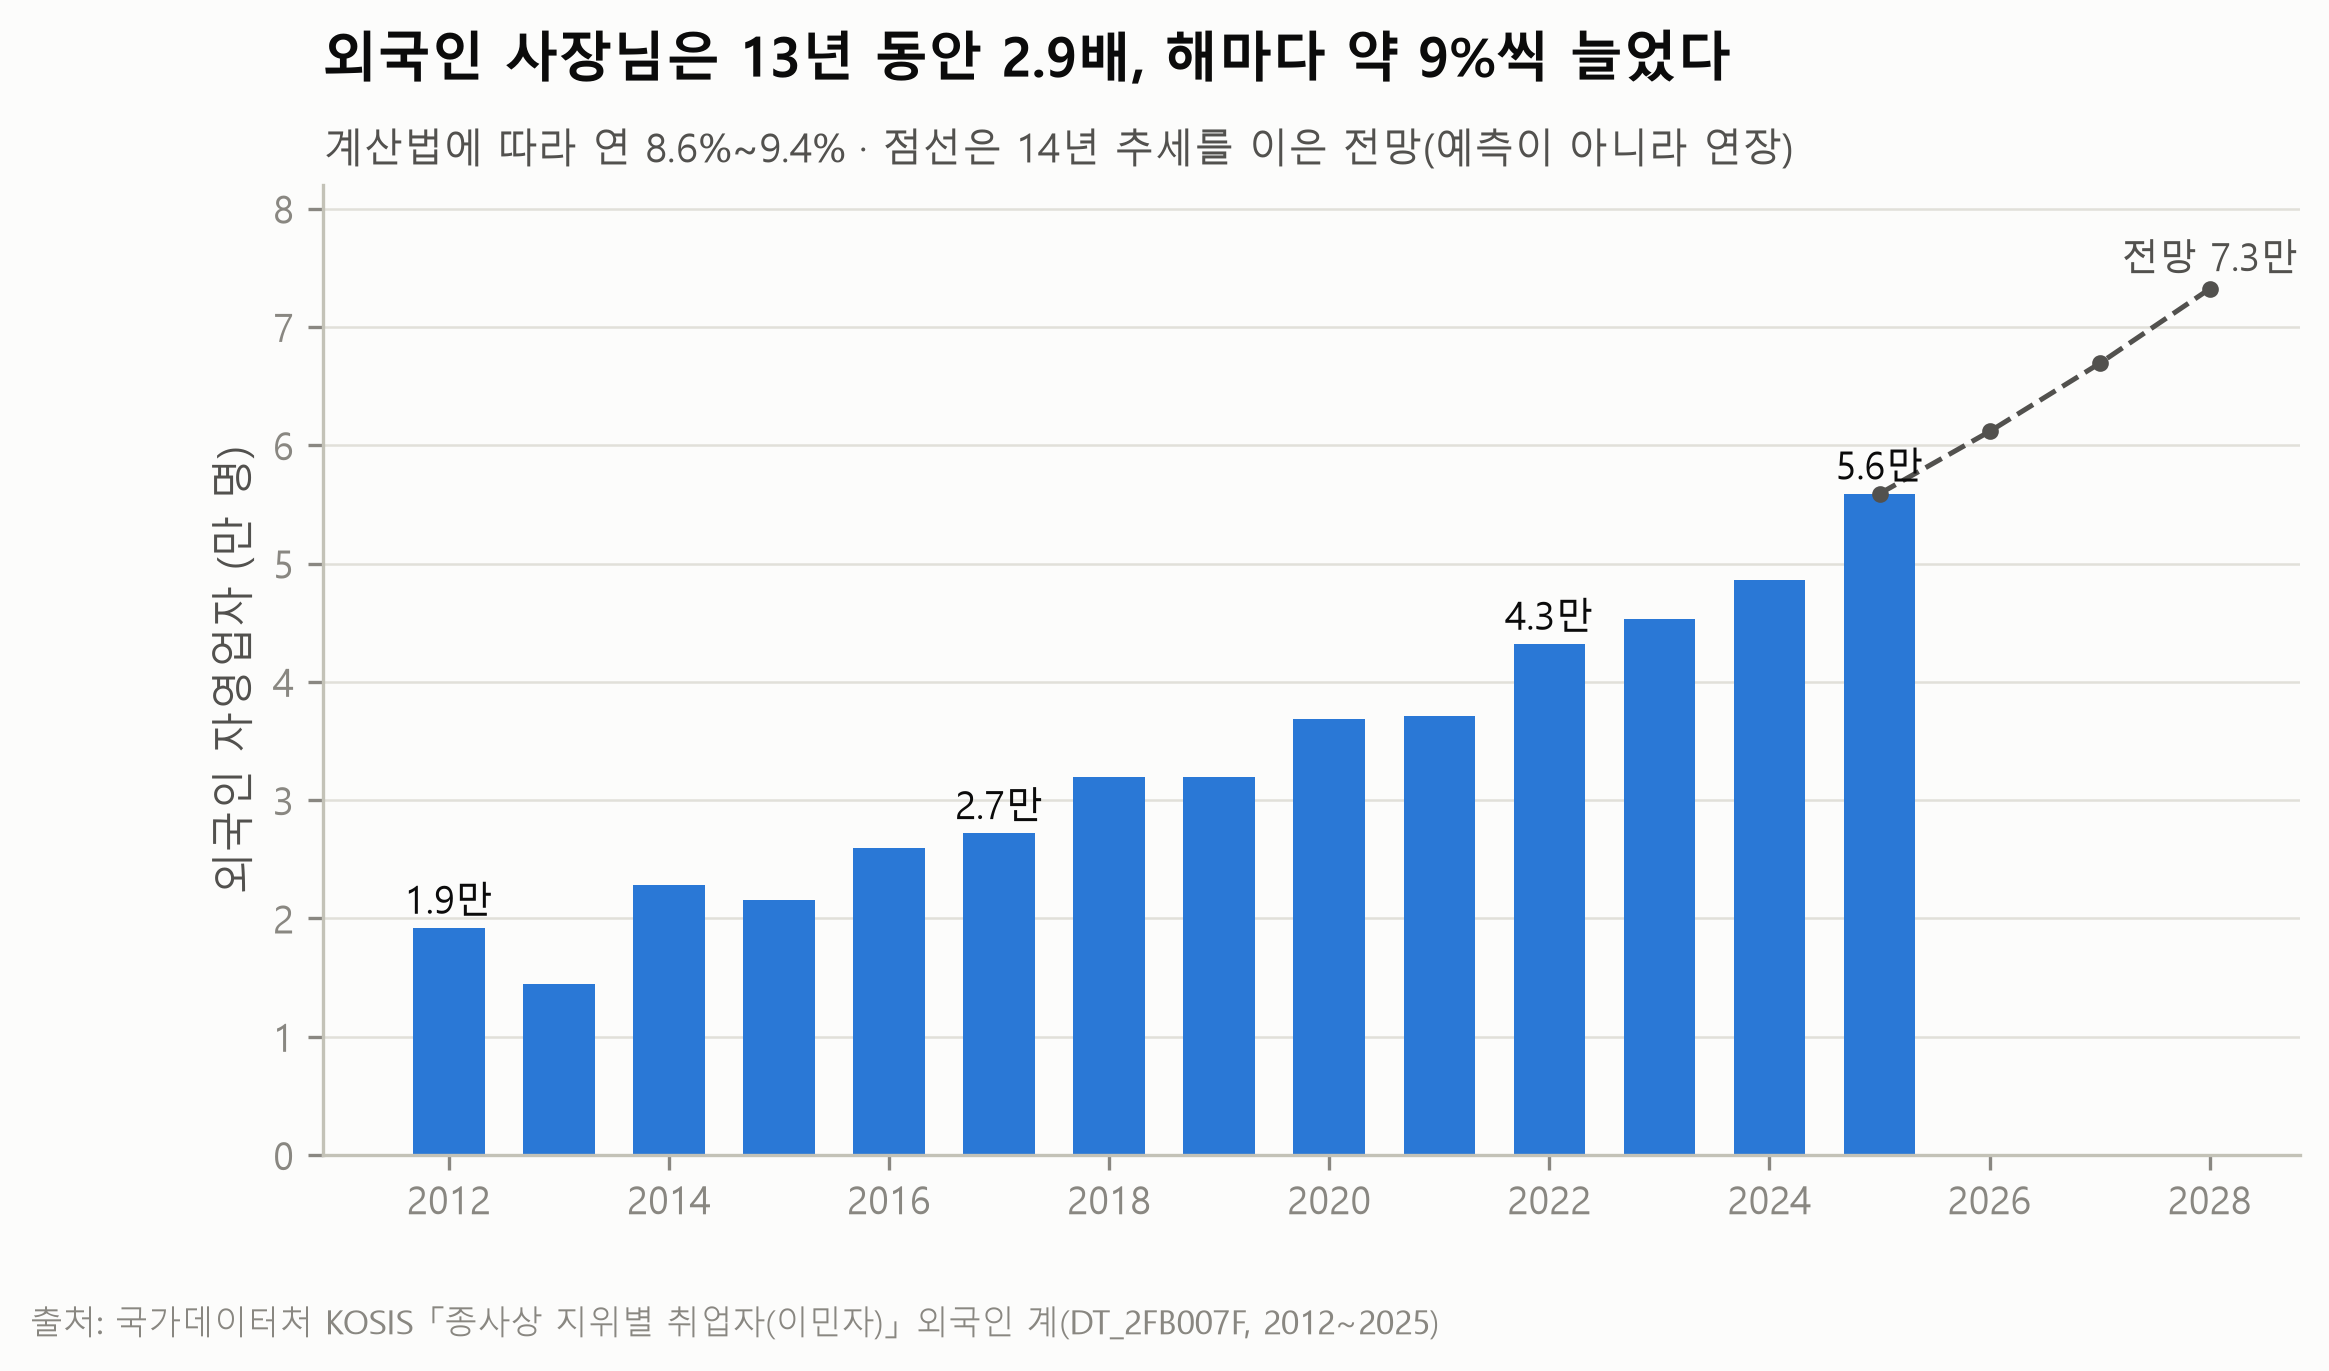 외국인 사장님은 13년 동안 2.9배, 해마다 약 9%씩 늘었다
계산법에 따라 연 8.6%~9.4% · 점선은 14년 추세를 이은 전망(예측이 아니라 연장)
외국인 자영업자 (만 명)
8
7
6
5
4
3
2
1
0
1.9만
2.7만
4.3만
5.6만
전망 7.3만
2012 2014 2016 2018 2020 2022 2024 2026 2028
출처: 국가데이터처 KOSIS 「종사상 지위별 취업자(이민자)」 외국인 계(DT_2FB007F, 2012~2025)